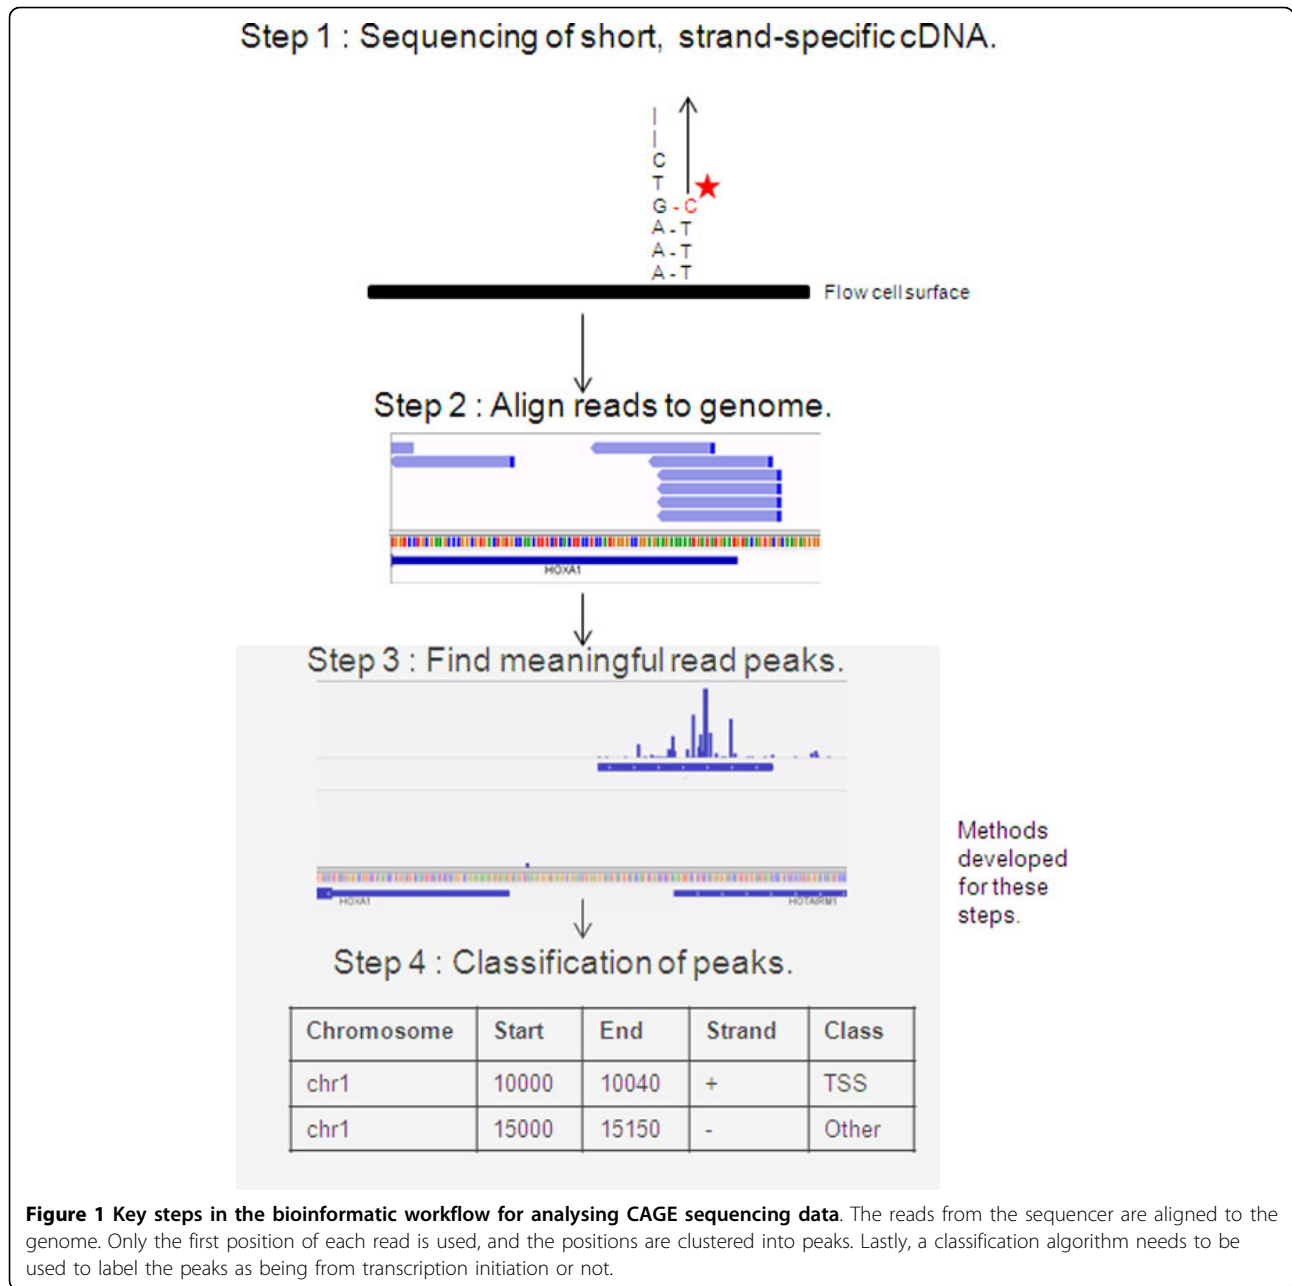 Step 1 : Sequencing of short, strand-specific cDNA.
C
T
G - C
A - T
A - T
A - T
Flow cell surface
Step 2 : Align reads to genome.
HOXA1
Step 3 : Find meaningful read peaks.
HOXA1
HOTAIRM1
Methods
developed
for these
steps.
Step 4 : Classification of peaks.
Chromosome Start End Strand Class
chr1 10000 10040 + TSS
chr1 15000 15150 - Other
Figure 1 Key steps in the bioinformatic workflow for analysing CAGE sequencing data. The reads from the sequencer are aligned to the
genome. Only the first position of each read is used, and the positions are clustered into peaks. Lastly, a classification algorithm needs to be
used to label the peaks as being from transcription initiation or not.